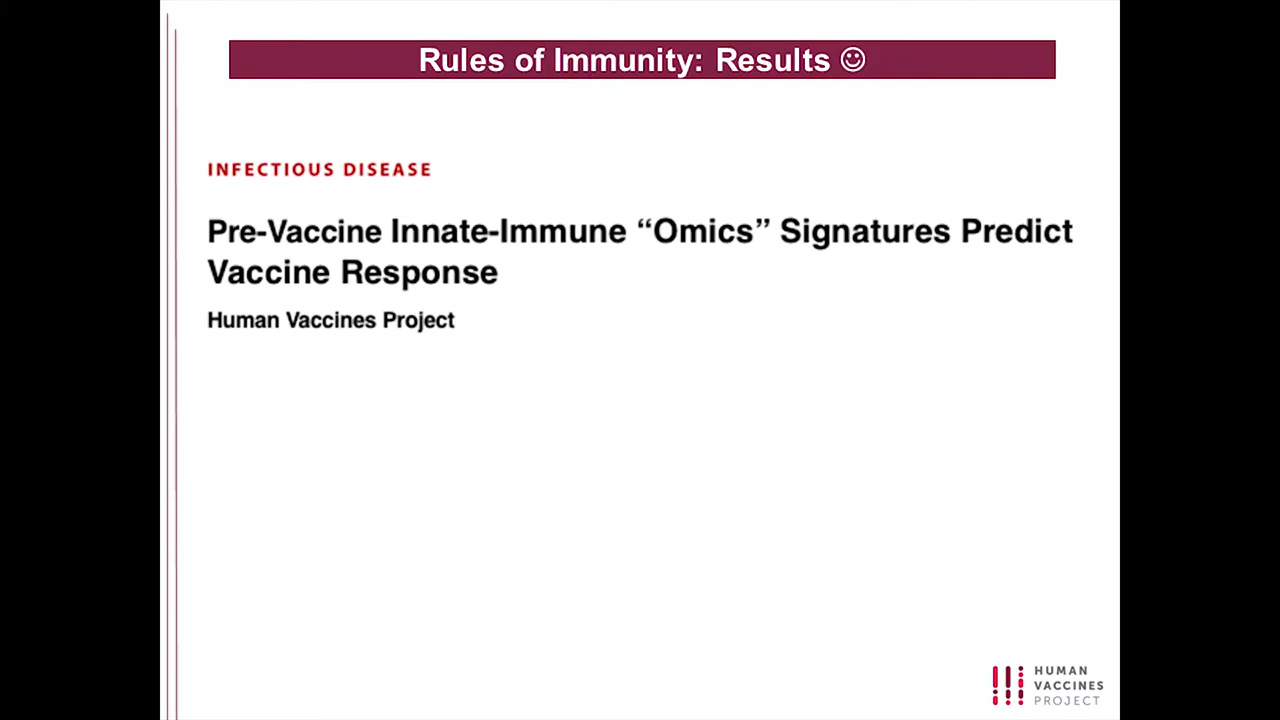 Rules of Immunity: Results ☺
INFECTIOUS DISEASE
Pre-Vaccine Innate-Immune “Omics” Signatures Predict
Vaccine Response
Human Vaccines Project
HUMAN
VACCINES
PROJECT